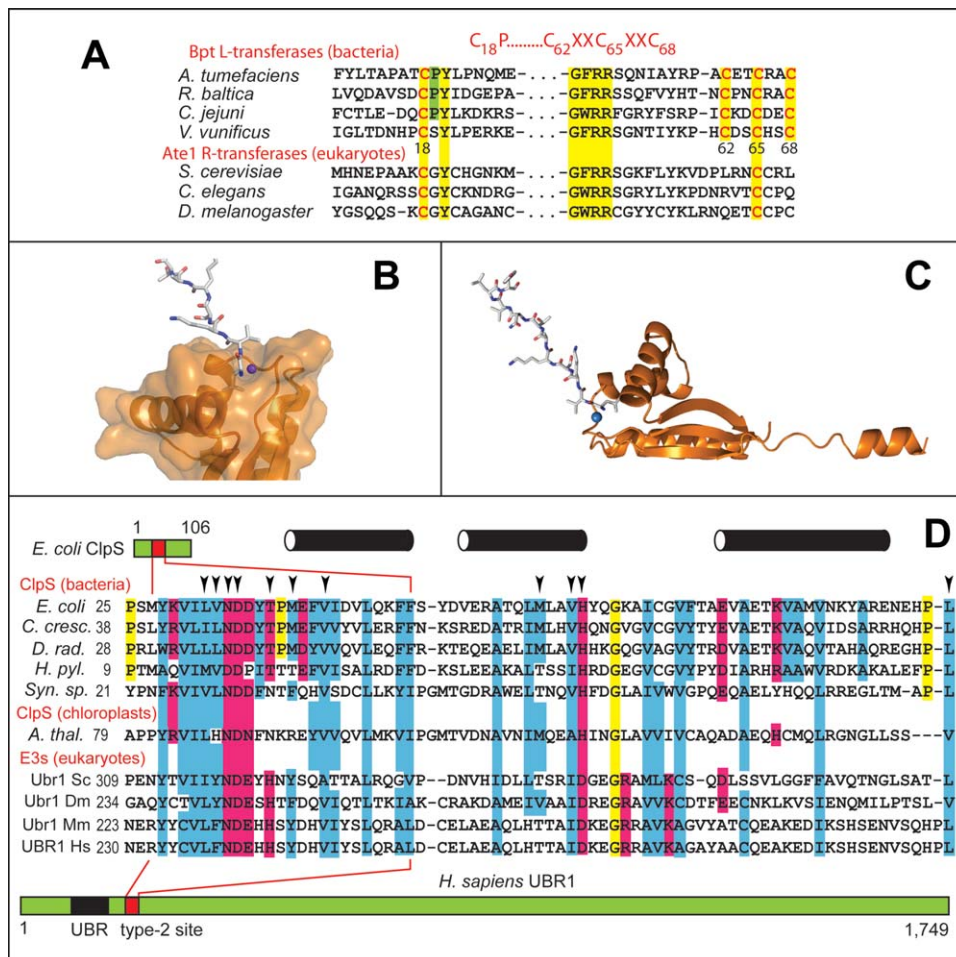 A
C18P.........C62XXC65XXC68
Bpt L-transferases (bacteria)
A. tumefaciens FYLTAPATCPYLPNQME-...-GFRRSQNIAYRP-ACETCRAC
R. baltica LVQDAVSDCPYIDGEPA-...-GFRRSSQFVYHT-NCPNCRAC
C. jejuni FCTLE-DQCPYLKDKRS-...-GWRRFGRYFSRP-ICKDCDEC
V. vunificus IGLTDNHPCSYLPERKE-...-GFRRSGNTIYKP-HCDSCHSC
18 62 65 68
Ate1 R-transferases (eukaryotes)
S. cerevisiae MHNEPAAKCGYCHGNKM-...-GFRRSGKFLYKVDPLRNCCRL
C. elegans IGANQRSSCGYCKNDRG-...-GWRRSGRYLYKPDNRVTCCPQ
D. melanogaster YGSQQS-KCGYCAGANC-...-GWRRCGYYCYKLRNQETCCPC
B
C
D
1 106
E. coli ClpS
ClpS (bacteria)
E. coli 25 PSMYKVILVNDDYTPMEFVIDVLQKFFS-YDVERATQLMLAVHYQGKAICGVFTAEVAETKVAMVNKYARENEHP-L
C. cresc. 38 PSLYRVLILNDDYTPMEFVVYVLERFFN-KSREDATRIMLHVHQNGVGVCGVYTYEVAETKVAQVIDSARRHQHP-L
D. rad. 28 PRLWRVLLLNDDYTPMDYVVQVLERFFR-KTEQEAELIMLAVHHKGQGVAGVYTRDVAETKVAQVTAHAQREGHP-L
H. pyl. 9 PTMAQVIMVNDDPITTTEFVISALRDFFD-KSLEEAKALTSSIHRDGEGVCGVYPYDIARHRAAWVRDKAKALEFP-L
Syn. sp. 21 YPNFKVIVLNDDFNTFQHVSDCLLKYIPGMTGDRAWELTNQVHFDGLAIVWVGPQEQAELYHQQLRREGLTM-AP-L
ClpS (chloroplasts)
A. thal. 79 APPYRVILHNDNFNKREYVVQVLMKVIPGMTVDNAVNIMQEAHINGLAVVIVCAQADAEQHCMQLRGNGLLSS---V
E3s (eukaryotes)
Ubr1 Sc 309 PENYTVIIYNDEYHNYSQATTALRQGVP-DNVHIDLLTSRIDGEGRAMLKCS-QDLSSVLGGFFAVQTNGLSAT-L
Ubr1 Dm 234 GAQYCTVLYNDESHTFDQVIQTLTKIAK-CRAKDAMEIVAAIDREGRAVVKCDTFEECNKLKVSIENQMILPTSL-V
Ubr1 Mm 223 NERYYCVLFNDEHHSYDHVIYSLQRALD-CELAEAQLHTTAIDKEGRRAVKAGVYATCQEAKEDIKSHSENVSQHPL
UBR1 Hs 230 NERYYCVLFNDEHHSYDHVIYSLQRALD-CELAEAQLHTTAIDKEGRRAVKAGAYAACQEAKEDIKSHSENVSQHPL
H. sapiens UBR1
1 UBR type-2 site 1,749